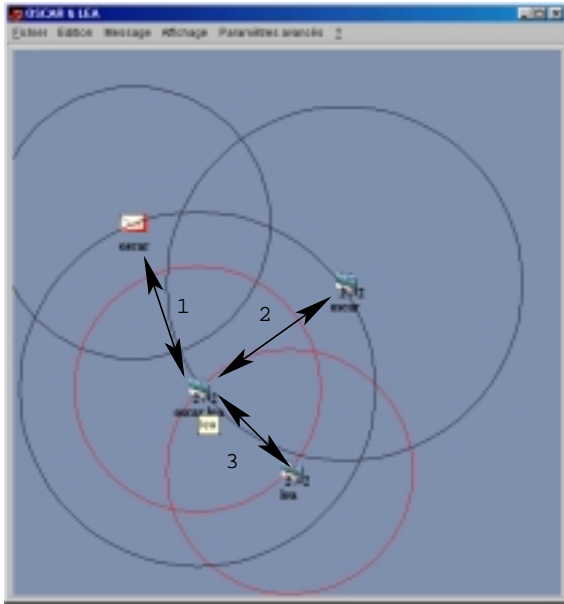 OSCAR & LEA
Fichier Edition Message Affichage Paramètres avancés ?
oscar
1
2
oscar
oscar lea
lea
3
lea